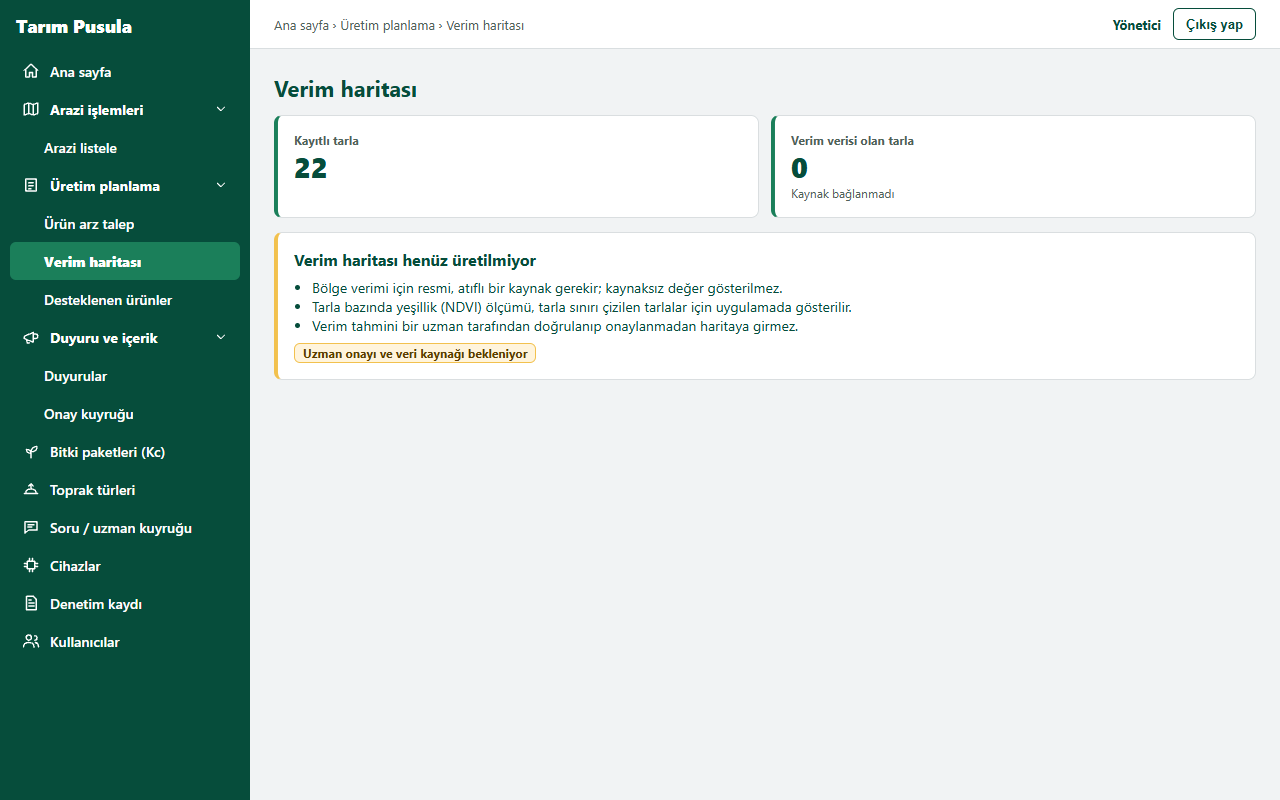 Tarım Pusula
Ana sayfa
Arazi işlemleri
Arazi listele
Üretim planlama
Ürün arz talep
Verim haritası
Desteklenen ürünler
Duyuru ve içerik
Duyurular
Onay kuyruğu
Bitki paketleri (Kc)
Toprak türleri
Soru / uzman kuyruğu
Cihazlar
Denetim kaydı
Kullanıcılar
Ana sayfa › Üretim planlama › Verim haritası
Yönetici
Çıkış yap
Verim haritası
Kayıtlı tarla
22
Verim verisi olan tarla
0
Kaynak bağlanmadı
Verim haritası henüz üretilmiyor
• Bölge verimi için resmi, atıflı bir kaynak gerekir; kaynaksız değer gösterilmez.
• Tarla bazında yeşillik (NDVI) ölçümü, tarla sınırı çizilen tarlalar için uygulamada gösterilir.
• Verim tahmini bir uzman tarafından doğrulanıp onaylanmadan haritaya girmez.
Uzman onayı ve veri kaynağı bekleniyor